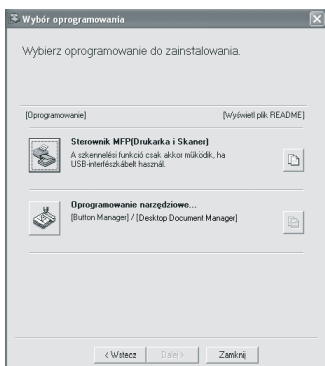 Wybór oprogramowania
Wybierz oprogramowanie do zainstalowania.
[Oprogramowanie] [Wyświetl plik README]
Sterownik MFP(Drukarka i Skaner)
A szkennelési funkció csak akkor működik, ha
USB-interfészkábelt használ.
Oprogramowanie narzędziowe...
[Button Manager] / [Desktop Document Manager]
< Wstecz Dalej > Zamknij